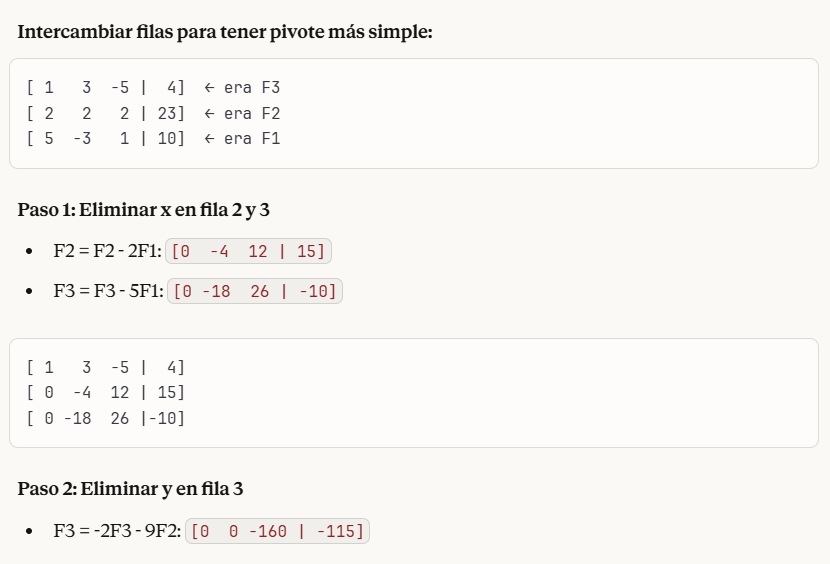 Intercambiar filas para tener pivote más simple:
[ 1   3  -5 |  4]  ← era F3
[ 2   2   2 | 23]  ← era F2
[ 5  -3   1 | 10]  ← era F1
Paso 1: Eliminar x en fila 2 y 3
• F2 = F2 - 2F1: [0  -4  12 | 15]
• F3 = F3 - 5F1: [0 -18  26 | -10]
[ 1   3  -5 |  4]
[ 0  -4  12 | 15]
[ 0 -18  26 |-10]
Paso 2: Eliminar y en fila 3
• F3 = -2F3 - 9F2: [0  0 -160 | -115]